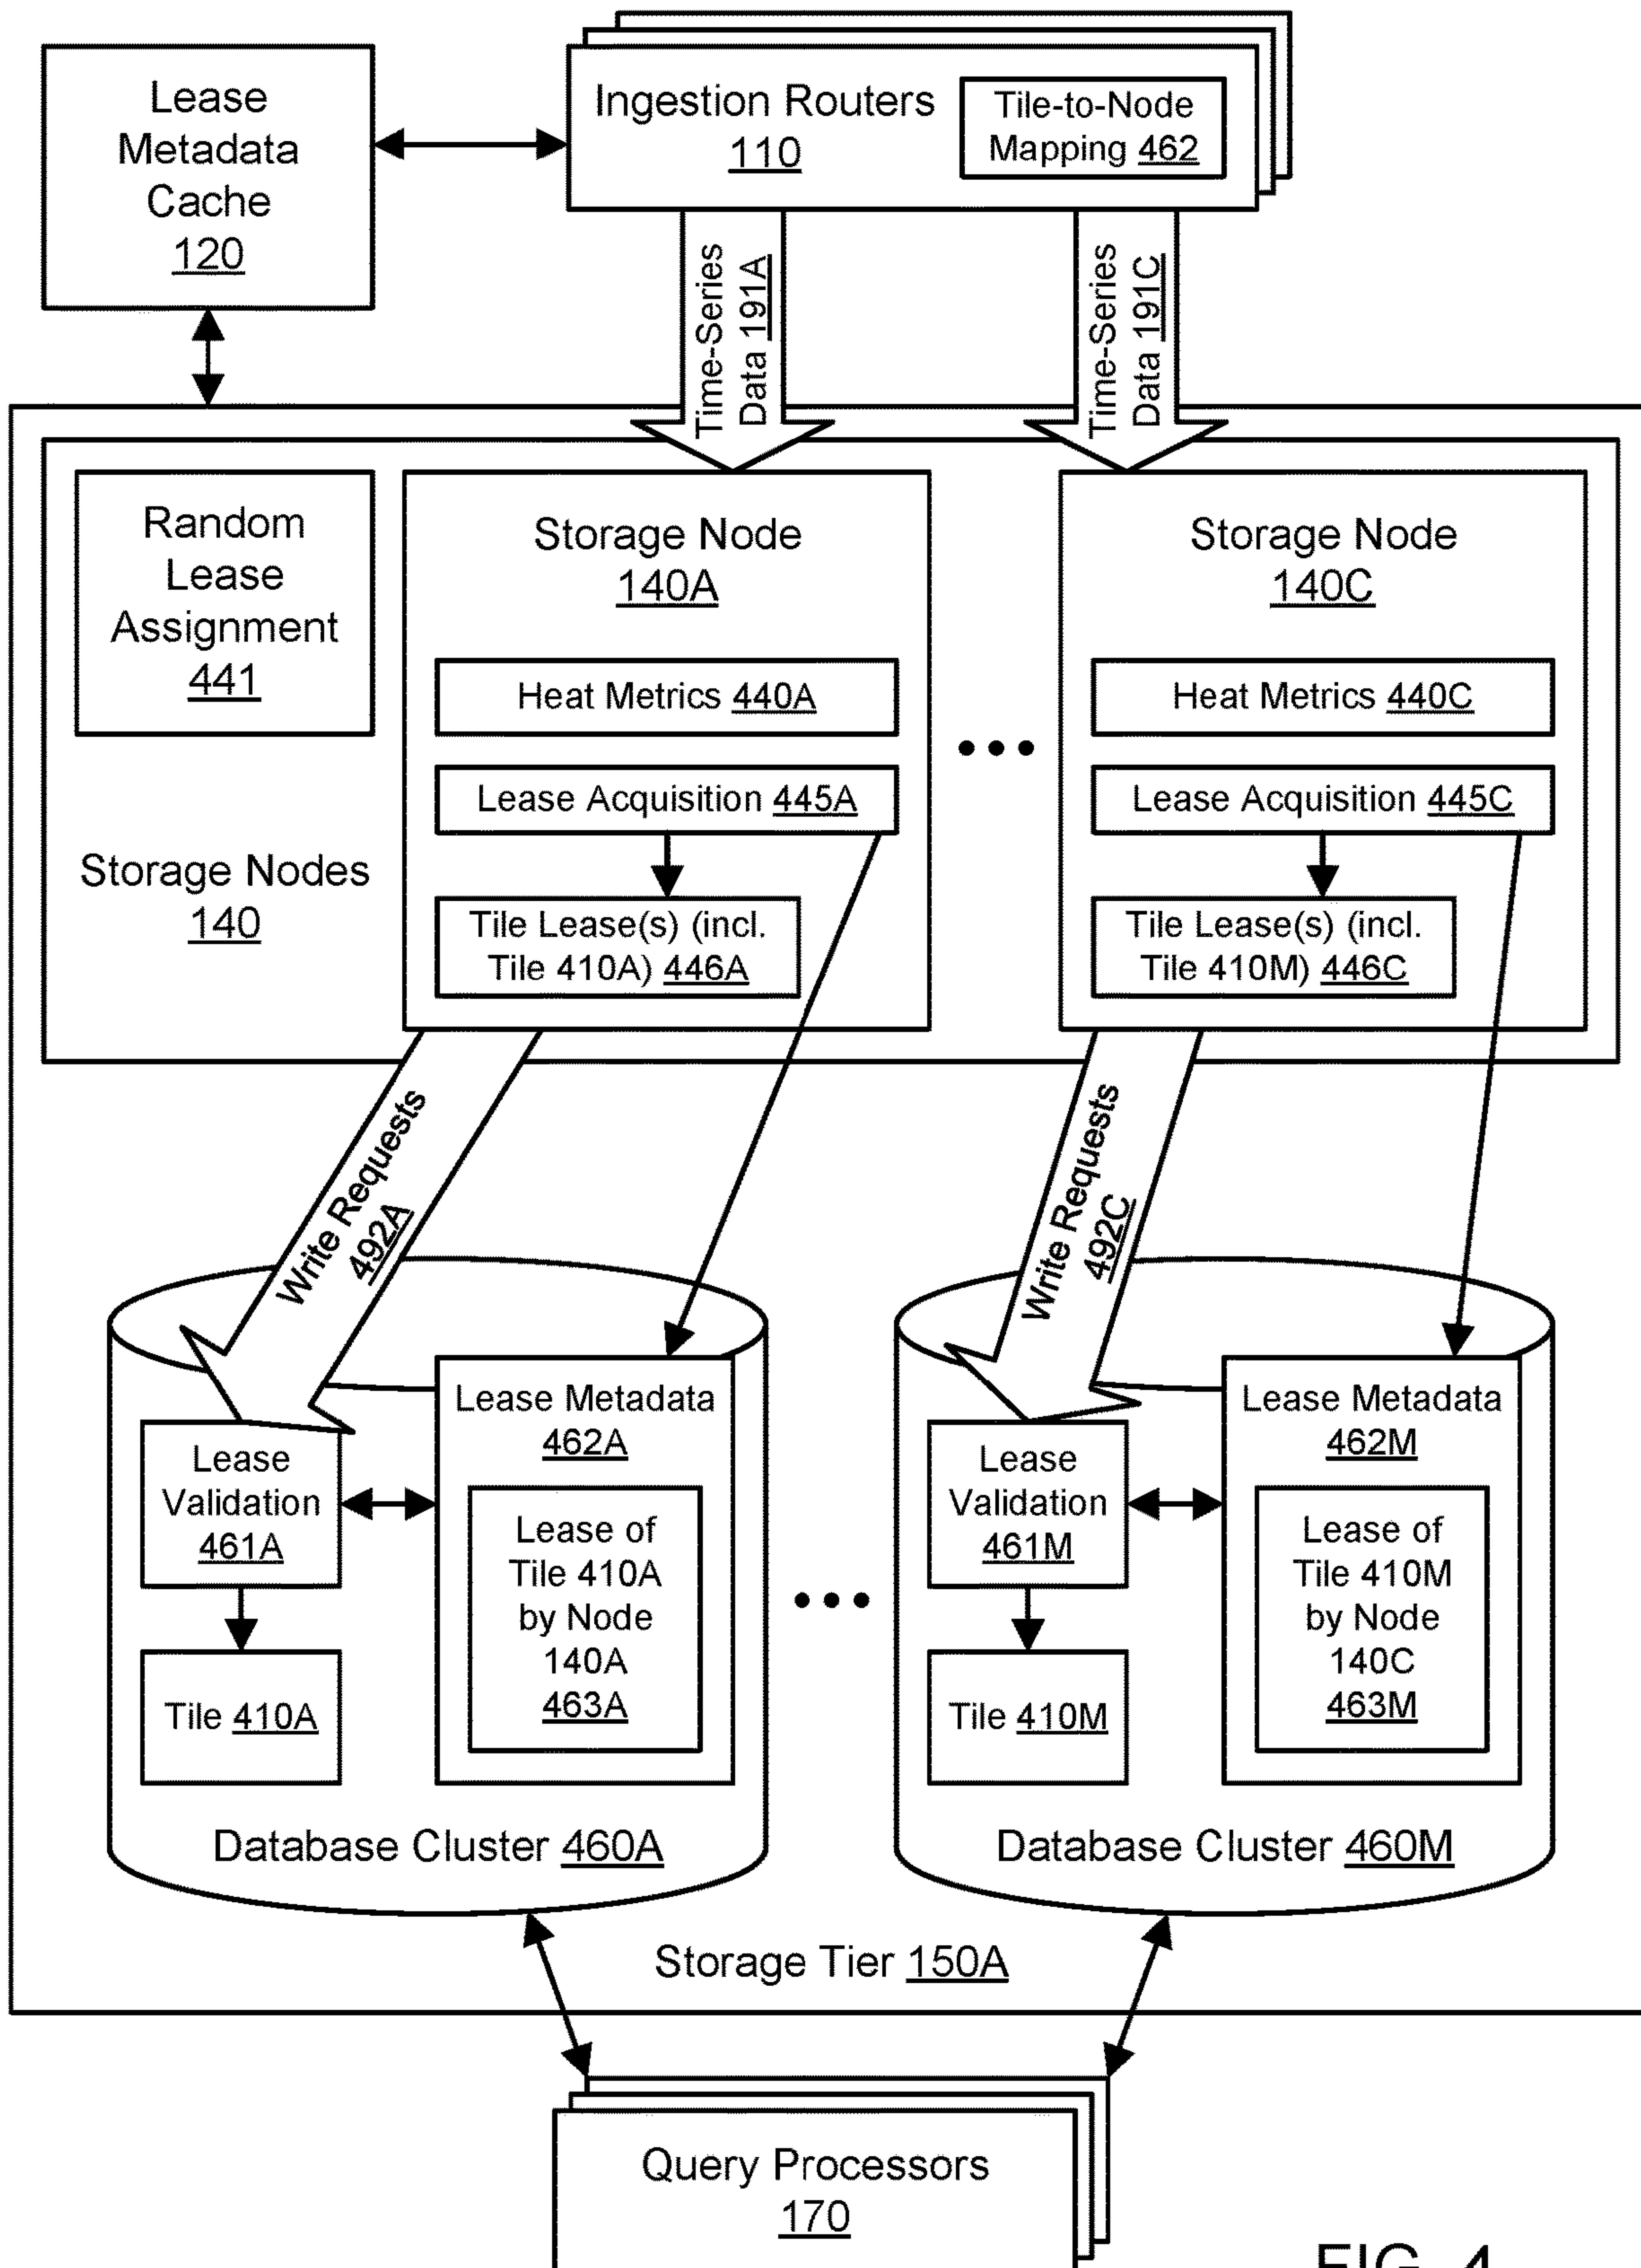 Lease
Metadata
Cache
120
Ingestion Routers
110
Tile-to-Node
Mapping 462
Time-Series
Data 191A
Time-Series
Data 191C
Random
Lease
Assignment
441
Storage Nodes
140
Storage Node
140A
Heat Metrics 440A
Lease Acquisition 445A
Tile Lease(s) (incl.
Tile 410A) 446A
Storage Node
140C
Heat Metrics 440C
Lease Acquisition 445C
Tile Lease(s) (incl.
Tile 410M) 446C
Write Requests
492A
Write Requests
492C
Lease
Validation
461A
Tile 410A
Lease Metadata
462A
Lease of
Tile 410A
by Node
140A
463A
Database Cluster 460A
Lease
Validation
461M
Tile 410M
Lease Metadata
462M
Lease of
Tile 410M
by Node
140C
463M
Database Cluster 460M
Storage Tier 150A
Query Processors
170
FIG. 4